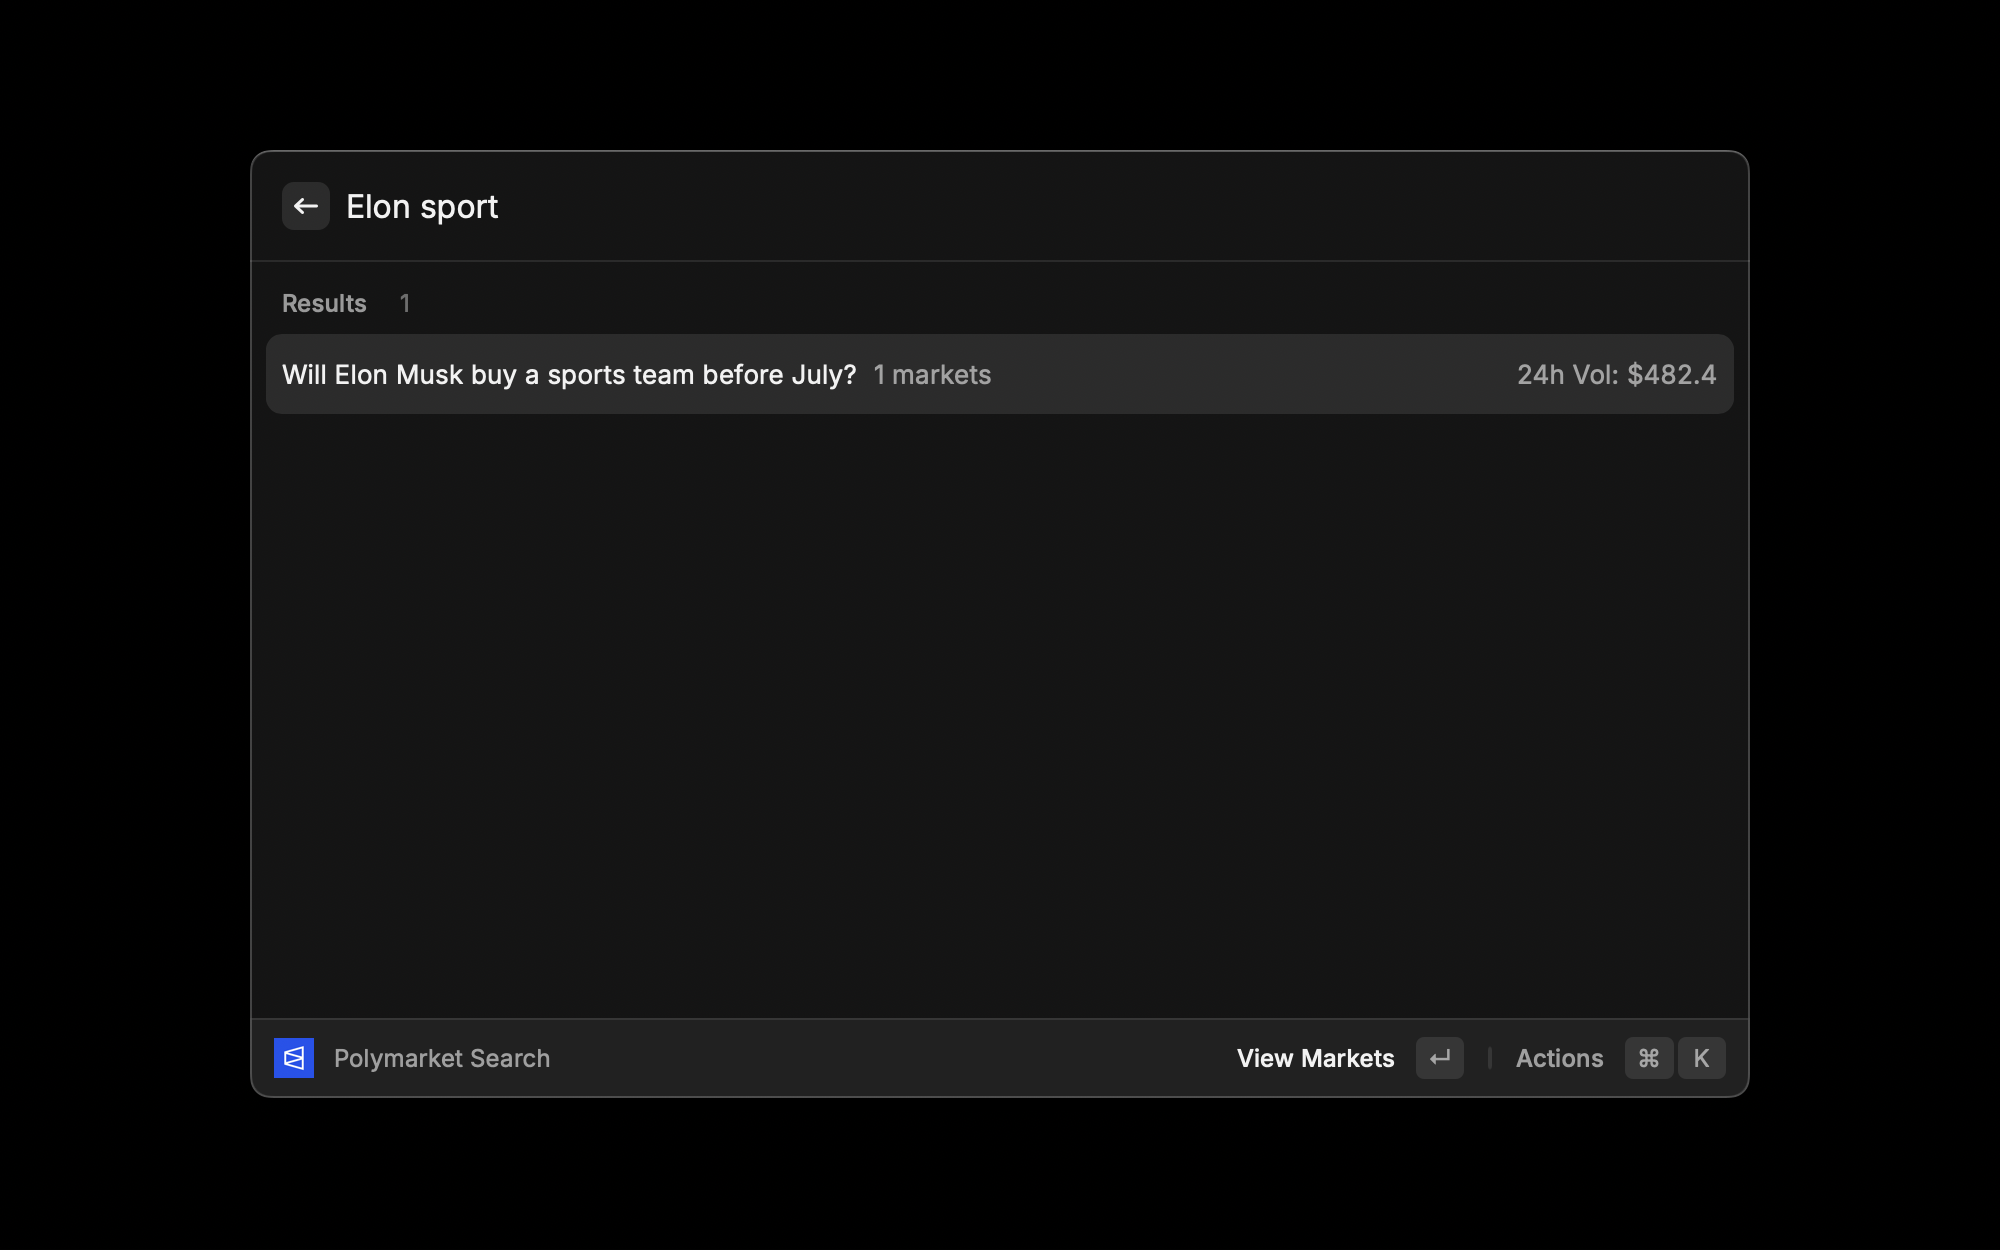 Elon sport
Results 1
Will Elon Musk buy a sports team before July? 1 markets 24h Vol: $482.4
Polymarket Search View Markets ↵ Actions ⌘ K